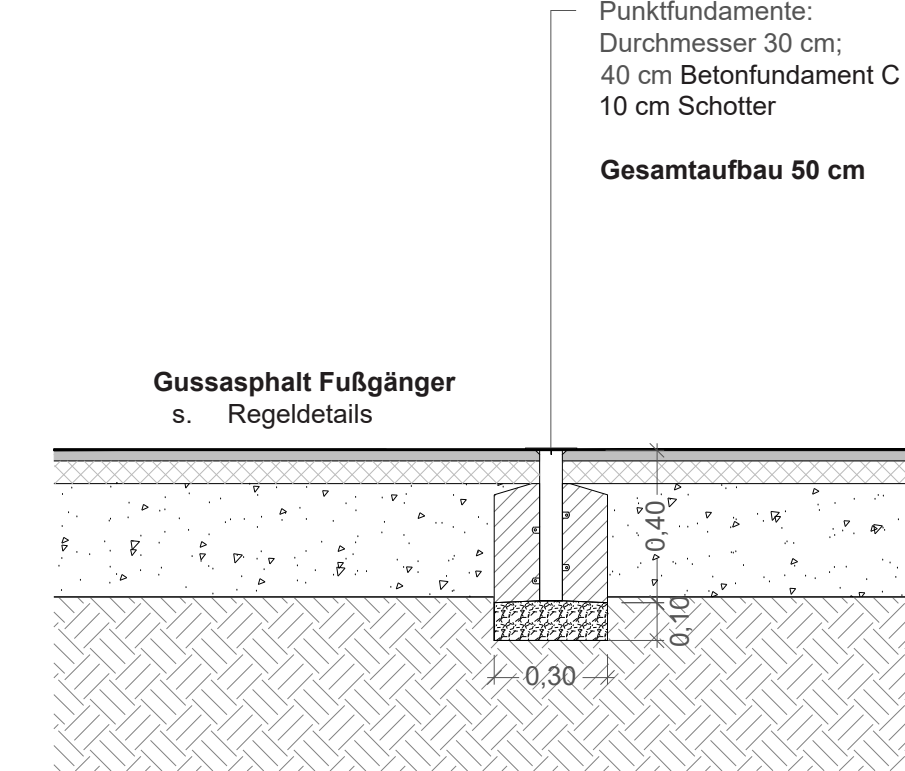 Punktfundamente:
Durchmesser 30 cm;
40 cm Betonfundament C
10 cm Schotter
Gesamtaufbau 50 cm
Gussasphalt Fußgänger
s. Regeldetails
0,40
0,10
0,30